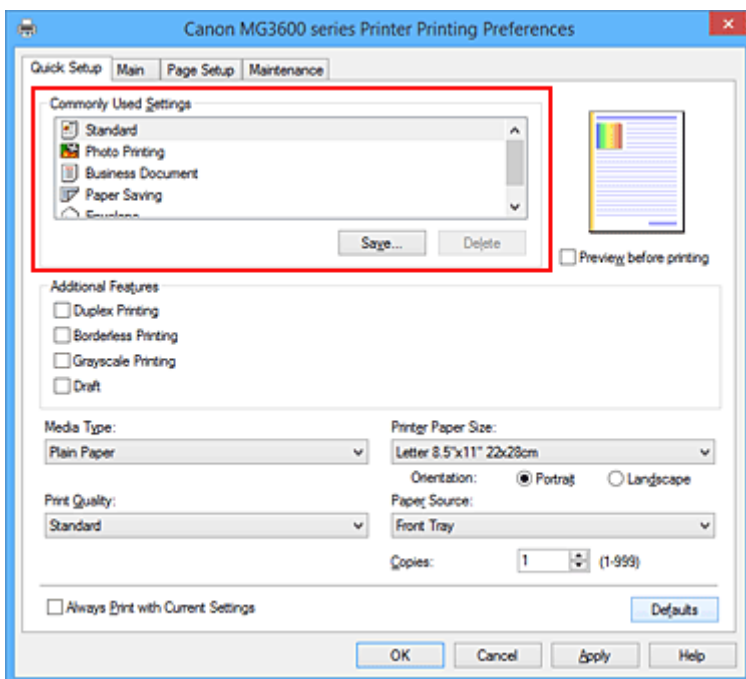 Canon MG3600 series Printer Printing Preferences
Quick Setup Main Page Setup Maintenance
Commonly Used Settings
Standard
Photo Printing
Business Document
Paper Saving
Envelope
Save... Delete
Preview before printing
Additional Features
Duplex Printing
Borderless Printing
Grayscale Printing
Draft
Media Type: Printer Paper Size:
Plain Paper Letter 8.5"x11" 22x28cm
Orientation: Portrait Landscape
Print Quality: Paper Source:
Standard Front Tray
Copies: 1 (1-999)
Always Print with Current Settings Defaults
OK Cancel Apply Help